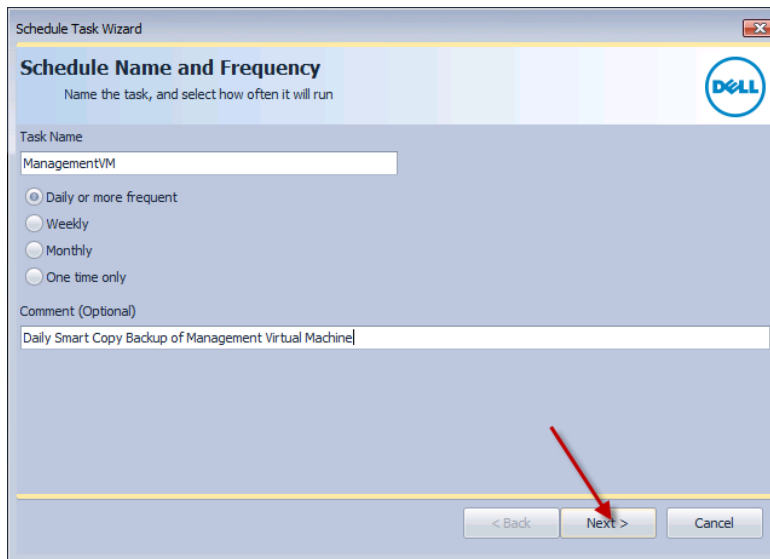 Schedule Task Wizard
Schedule Name and Frequency
Name the task, and select how often it will run
DELL
Task Name
ManagementVM
Daily or more frequent
Weekly
Monthly
One time only
Comment (Optional)
Daily Smart Copy Backup of Management Virtual Machine
< Back Next > Cancel